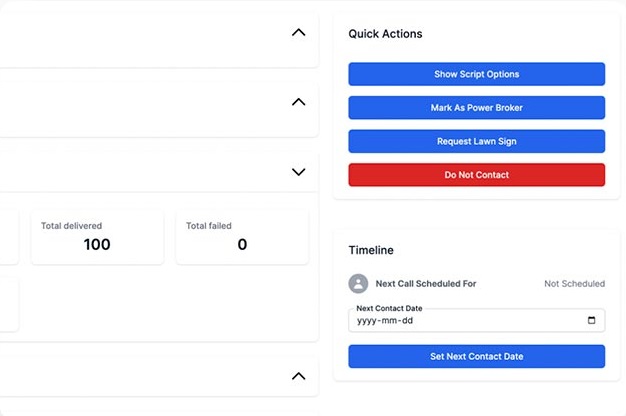 Quick Actions
Show Script Options
Mark As Power Broker
Request Lawn Sign
Do Not Contact
Total delivered
100
Total failed
0
Timeline
Next Call Scheduled For
Not Scheduled
Next Contact Date
yyyy-mm-dd
Set Next Contact Date